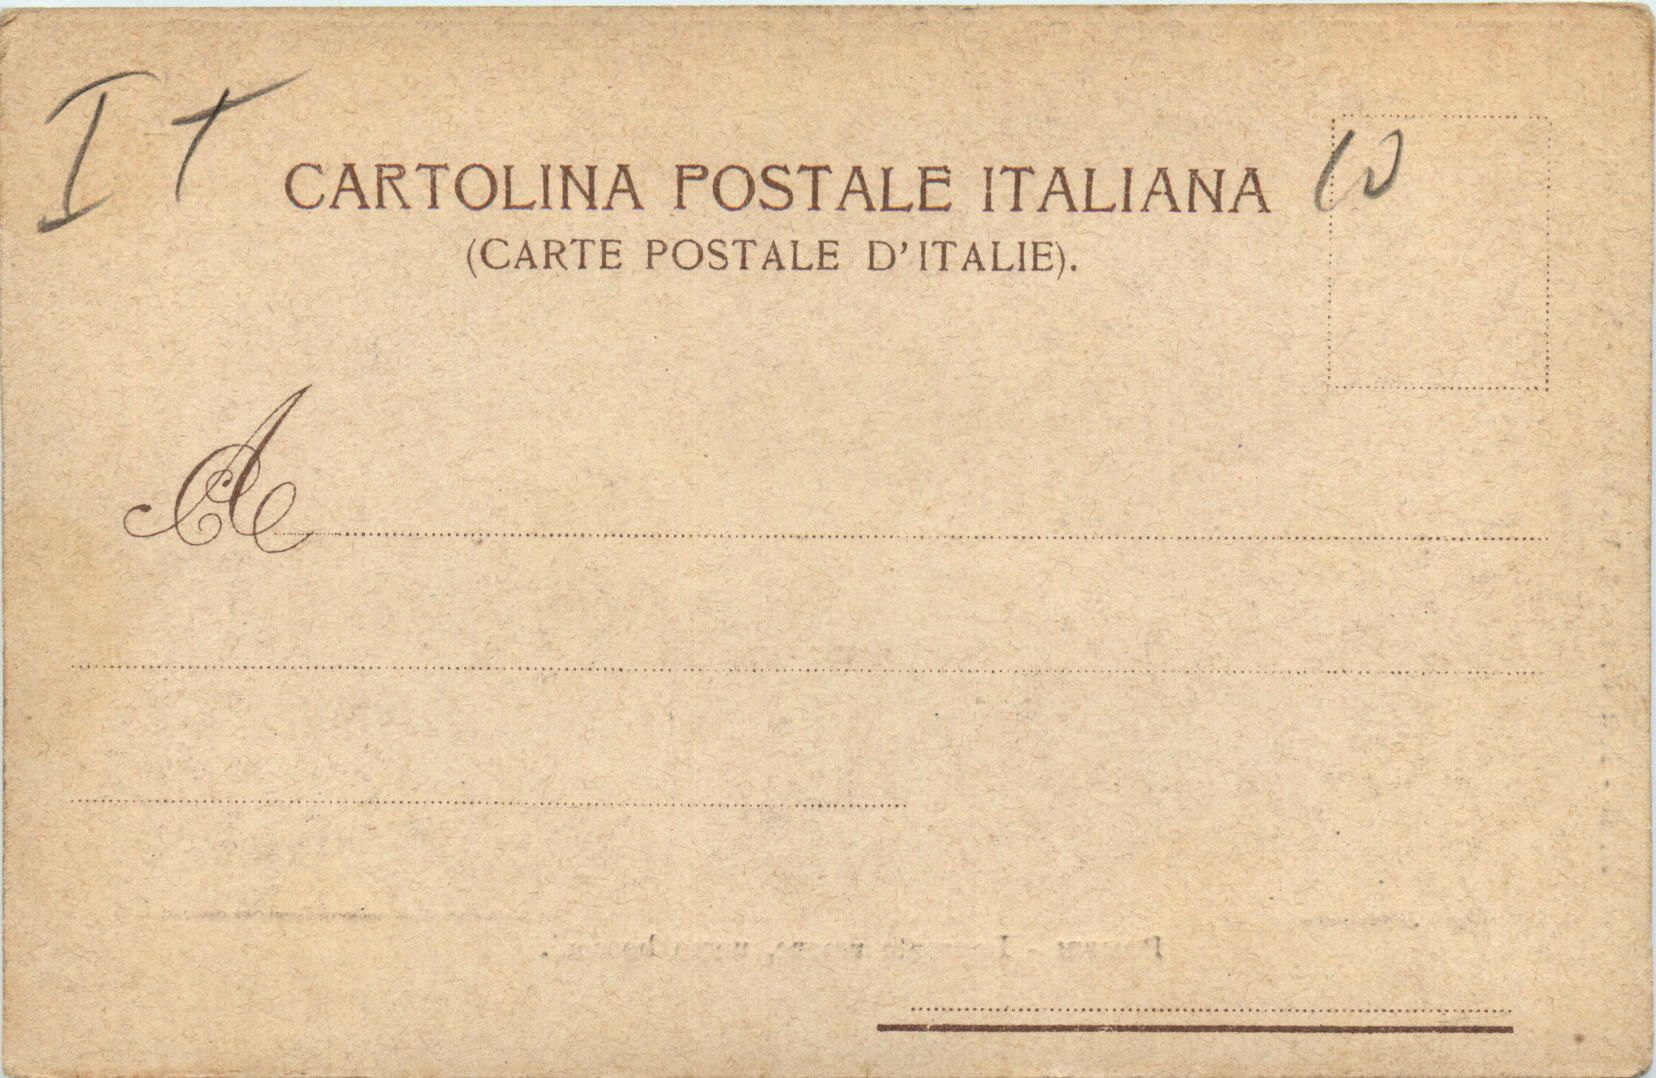 It
10
CARTOLINA POSTALE ITALIANA
(CARTE POSTALE D'ITALIE).
A